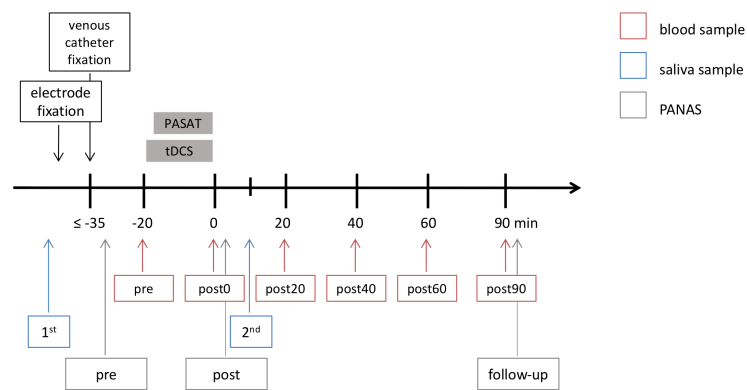 venous
catheter
fixation
electrode
fixation
blood sample
saliva sample
PANAS
PASAT
tDCS
≤ -35 -20 0 20 40 60 90 min
pre post0 post20 post40 post60 post90
1st 2nd
pre post follow-up